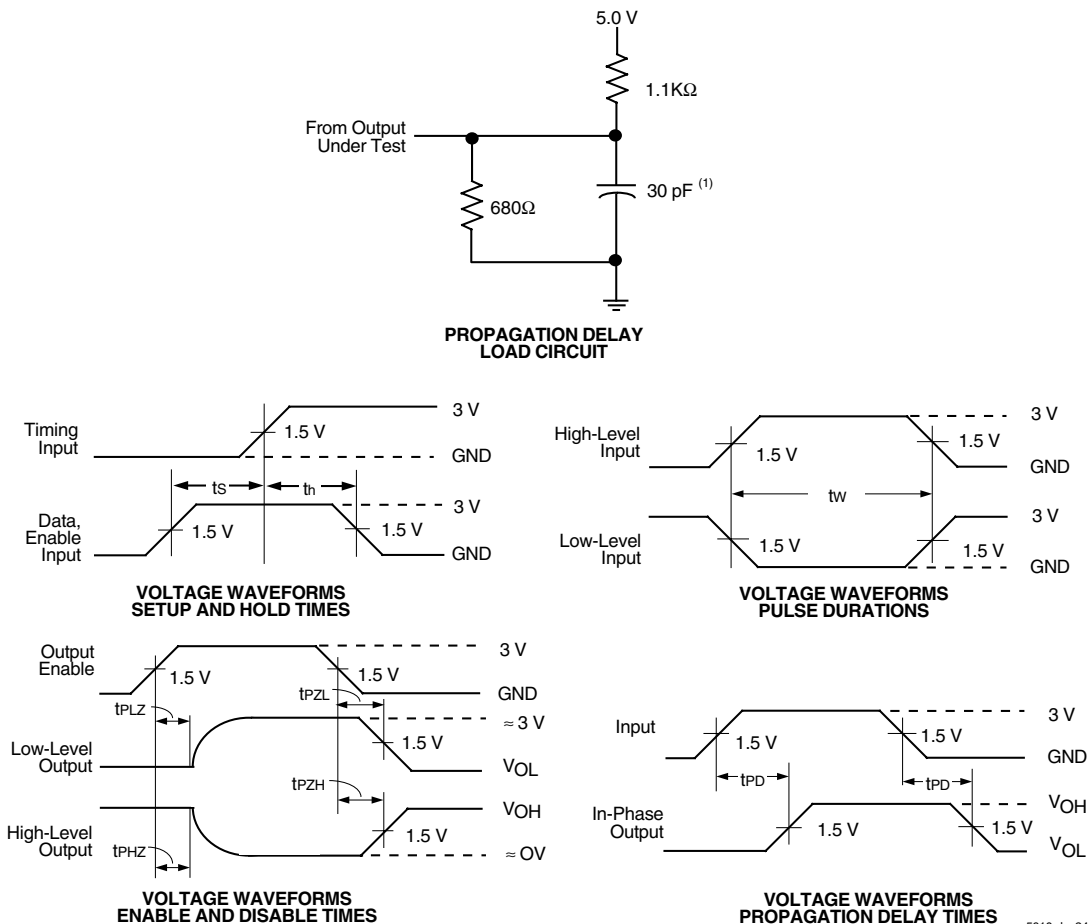 5.0 V
1.1KΩ
From Output
Under Test
680Ω
30 pF (1)
PROPAGATION DELAY
LOAD CIRCUIT
Timing
Input
1.5 V
3 V
GND
tS
th
Data,
Enable
Input
1.5 V
1.5 V
3 V
GND
VOLTAGE WAVEFORMS
SETUP AND HOLD TIMES
High-Level
Input
1.5 V
1.5 V
3 V
GND
tW
Low-Level
Input
1.5 V
1.5 V
3 V
GND
VOLTAGE WAVEFORMS
PULSE DURATIONS
Output
Enable
1.5 V
1.5 V
3 V
GND
tPLZ
tPZL
Low-Level
Output
1.5 V
≈ 3 V
VOL
tPZH
High-Level
Output
tPHZ
1.5 V
VOH
≈ OV
VOLTAGE WAVEFORMS
ENABLE AND DISABLE TIMES
Input
1.5 V
1.5 V
3 V
GND
tPD
tPD
In-Phase
Output
1.5 V
1.5 V
VOH
VOL
VOLTAGE WAVEFORMS
PROPAGATION DELAY TIMES